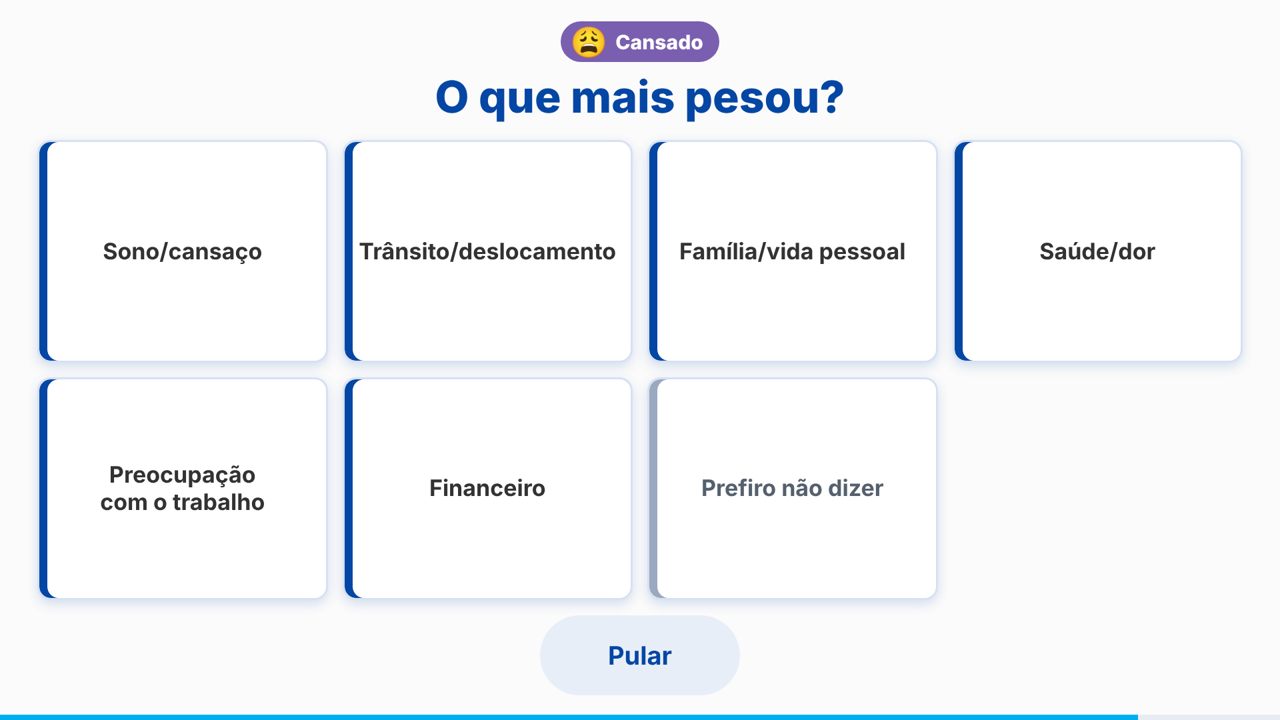 Cansado
O que mais pesou?
Sono/cansaço
Trânsito/deslocamento
Família/vida pessoal
Saúde/dor
Preocupação
com o trabalho
Financeiro
Prefiro não dizer
Pular